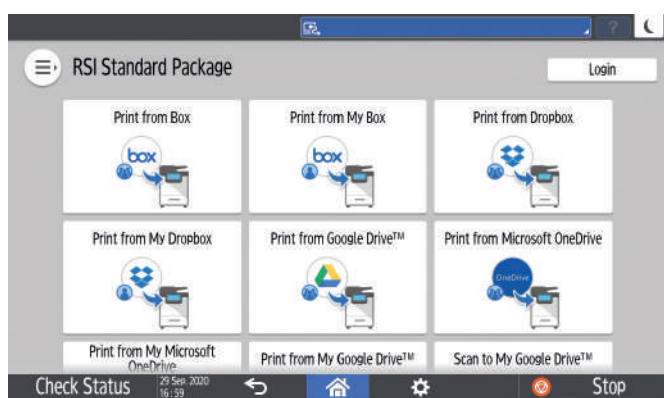 ?
RSI Standard Package
Login
Print from Box
Print from My Box
Print from Dropbox
box
box
Print from My Dropbox
Print from Google Drive™
Print from Microsoft OneDrive
OneDrive
Print from My Microsoft
OneDrive
Print from My Google Drive™
Scan to My Google Drive™
Check Status
29 Sep. 2020
16:59
Stop